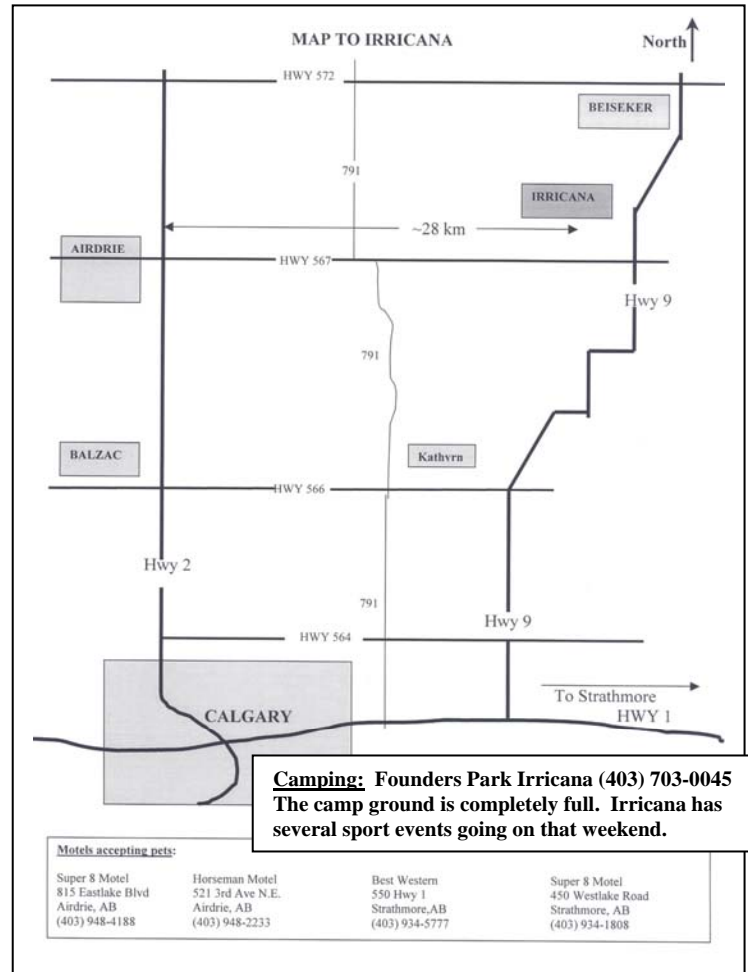 MAP TO IRRICANA
North
HWY 572
BEISEKER
791
IRRICANA
~28 km
AIRDRIE
HWY 567
Hwy 9
791
BALZAC
Kathyrn
HWY 566
Hwy 2
791
Hwy 9
HWY 564
To Strathmore
HWY 1
CALGARY
Camping: Founders Park Irricana (403) 703-0045
The camp ground is completely full. Irricana has
several sport events going on that weekend.
Motels accepting pets:
Super 8 Motel
815 Eastlake Blvd
Airdrie, AB
(403) 948-4188
Horseman Motel
521 3rd Ave N.E.
Airdrie, AB
(403) 948-2233
Best Western
550 Hwy 1
Strathmore,AB
(403) 934-5777
Super 8 Motel
450 Westlake Road
Strathmore, AB
(403) 934-1808